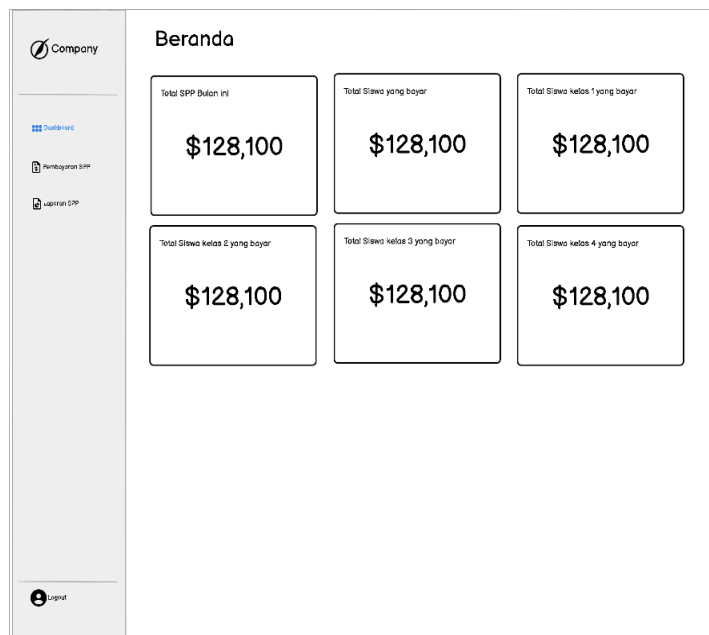 Company
Beranda
Dashboard
Pembayaran SPP
Laporan SPP
Total SPP Bulan ini
$128,100
Total Siswa yang bayar
$128,100
Total Siswa kelas 1 yang bayar
$128,100
Total Siswa kelas 2 yang bayar
$128,100
Total Siswa kelas 3 yang bayar
$128,100
Total Siswa kelas 4 yang bayar
$128,100
Logout